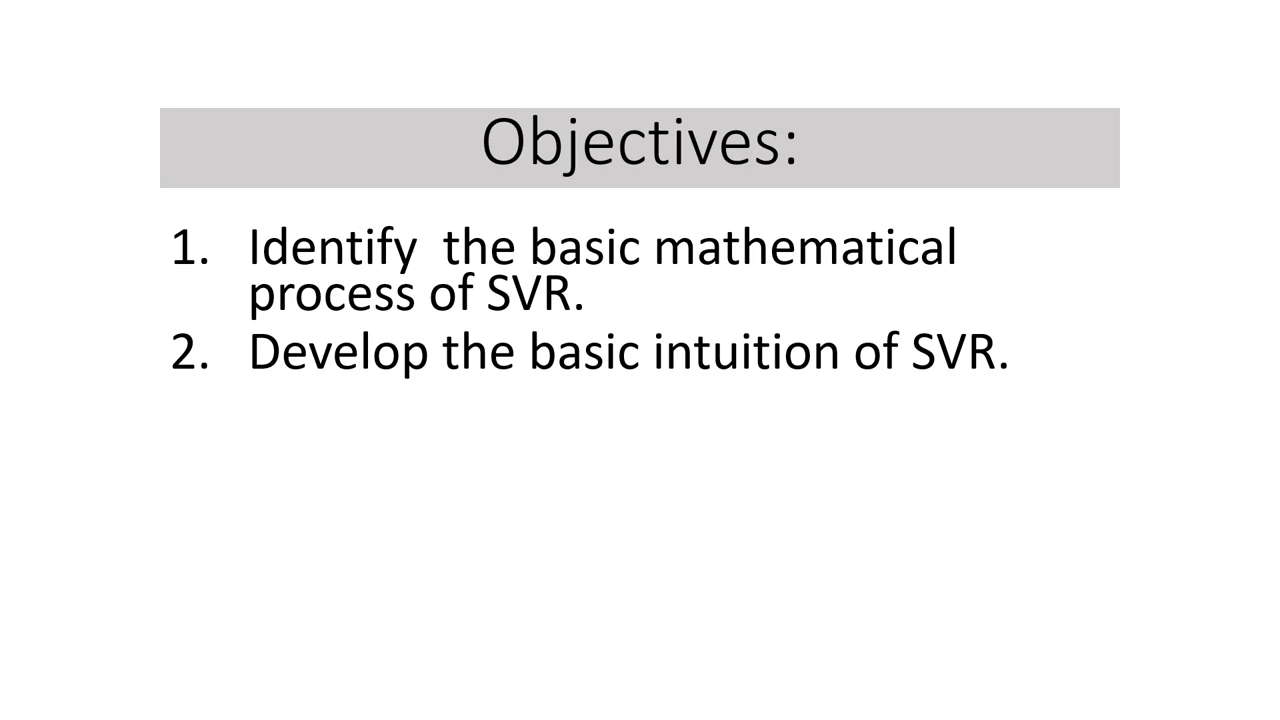 Objectives:
1. Identify  the basic mathematical
process of SVR.
2. Develop the basic intuition of SVR.